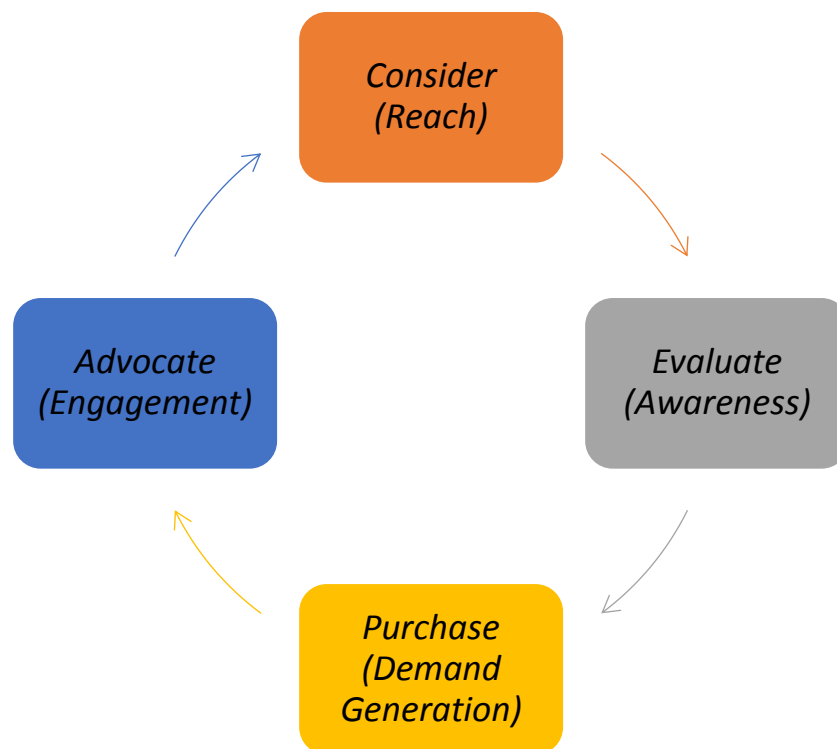 Consider
(Reach)
Evaluate
(Awareness)
Purchase
(Demand
Generation)
Advocate
(Engagement)